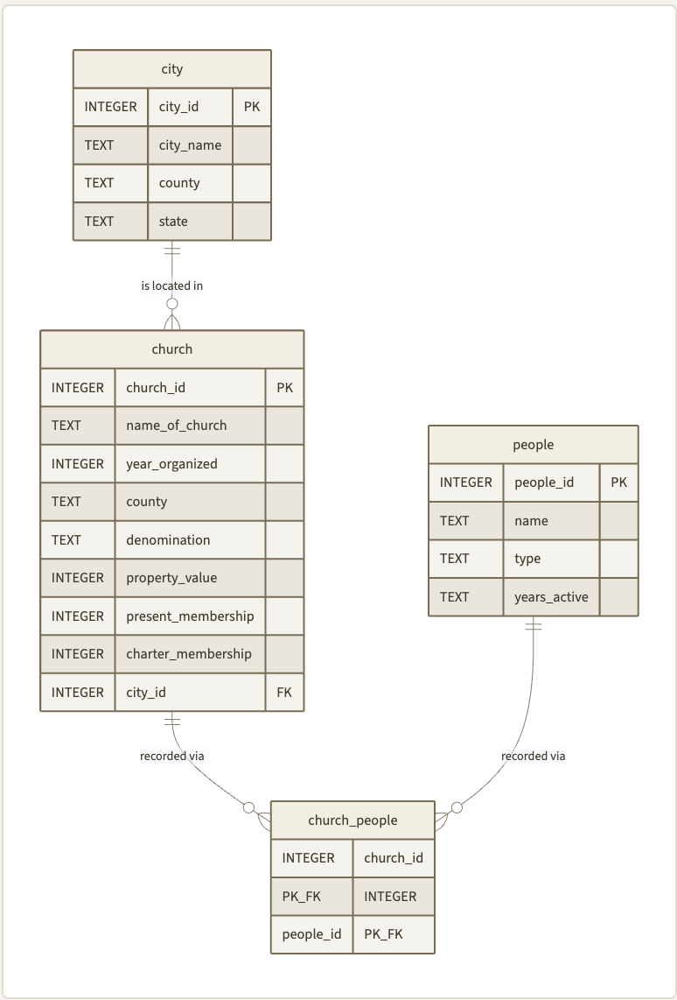 city
INTEGER city_id PK
TEXT city_name
TEXT county
TEXT state
is located in
church
INTEGER church_id PK
TEXT name_of_church
INTEGER year_organized
TEXT county
TEXT denomination
INTEGER property_value
INTEGER present_membership
INTEGER charter_membership
INTEGER city_id FK
people
INTEGER people_id PK
TEXT name
TEXT type
TEXT years_active
recorded via
recorded via
church_people
INTEGER church_id
PK_FK INTEGER
people_id PK_FK